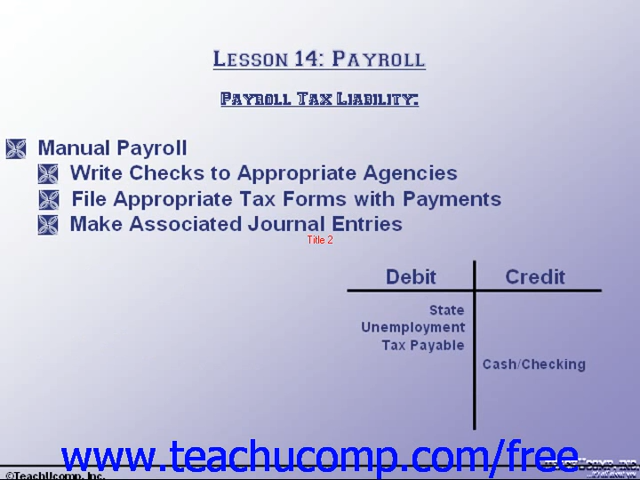 Lesson 14: Payroll
Payroll Tax Liability:
Manual Payroll
Write Checks to Appropriate Agencies
File Appropriate Tax Forms with Payments
Make Associated Journal Entries
Title 2
Debit Credit
State
Unemployment
Tax Payable
Cash/Checking
www.teachucomp.com/free
©TeachUcomp, Inc.